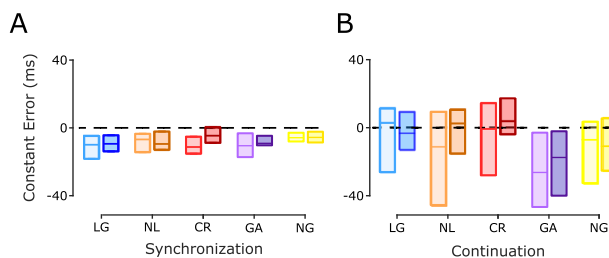 A
B
Constant Error (ms)
40
0
-40
LG NL CR GA NG
Synchronization
40
0
-40
LG NL CR GA NG
Continuation